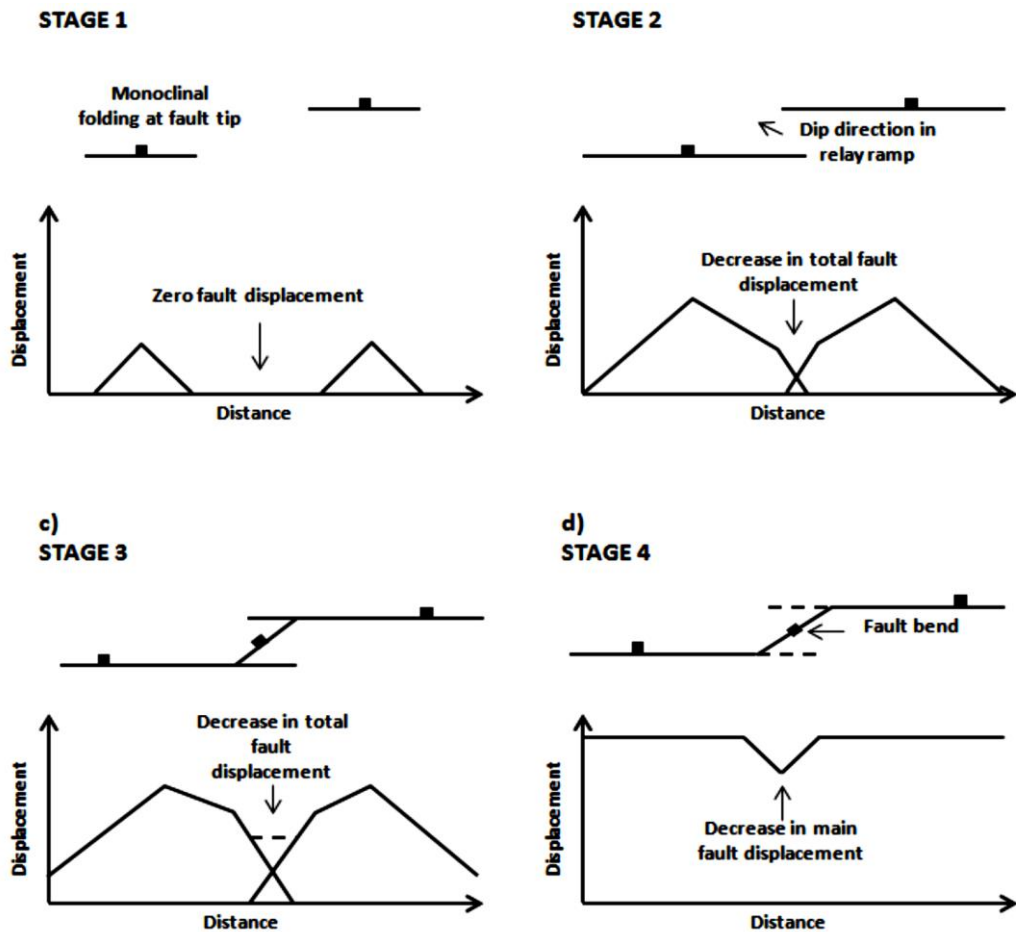 STAGE 1
Monoclinal
folding at fault tip
Displacement
Zero fault displacement
Distance
STAGE 2
Dip direction in
relay ramp
Displacement
Decrease in total fault
displacement
Distance
c)
STAGE 3
Displacement
Decrease in total
fault
displacement
Distance
d)
STAGE 4
Fault bend
Displacement
Decrease in main
fault displacement
Distance